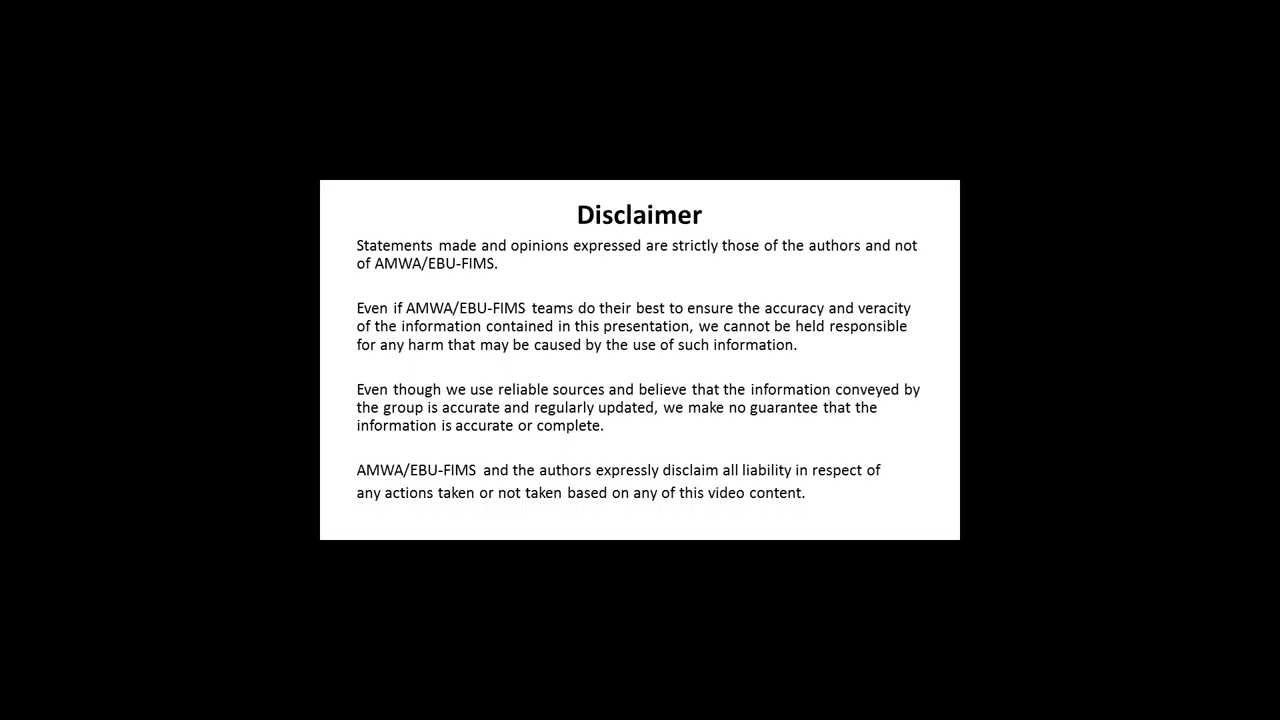 Disclaimer
Statements made and opinions expressed are strictly those of the authors and not
of AMWA/EBU-FIMS.
Even if AMWA/EBU-FIMS teams do their best to ensure the accuracy and veracity
of the information contained in this presentation, we cannot be held responsible
for any harm that may be caused by the use of such information.
Even though we use reliable sources and believe that the information conveyed by
the group is accurate and regularly updated, we make no guarantee that the
information is accurate or complete.
AMWA/EBU-FIMS and the authors expressly disclaim all liability in respect of
any actions taken or not taken based on any of this video content.